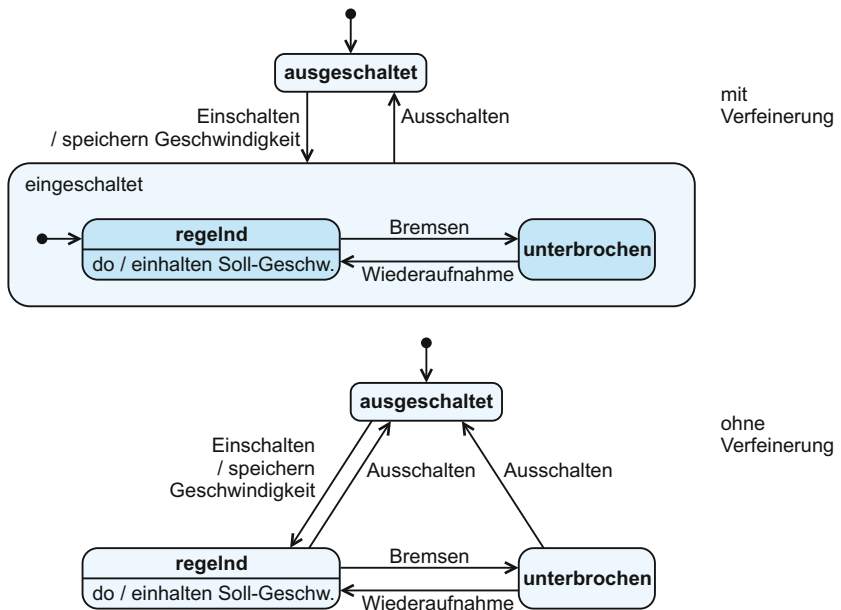 ausgeschaltet
Einschalten
/ speichern Geschwindigkeit
Ausschalten
mit
Verfeinerung
eingeschaltet
regelnd
do / einhalten Soll-Geschw.
Bremsen
Wiederaufnahme
unterbrochen
ausgeschaltet
ohne
Verfeinerung
Einschalten
/ speichern
Geschwindigkeit
Ausschalten
Ausschalten
regelnd
do / einhalten Soll-Geschw.
Bremsen
Wiederaufnahme
unterbrochen